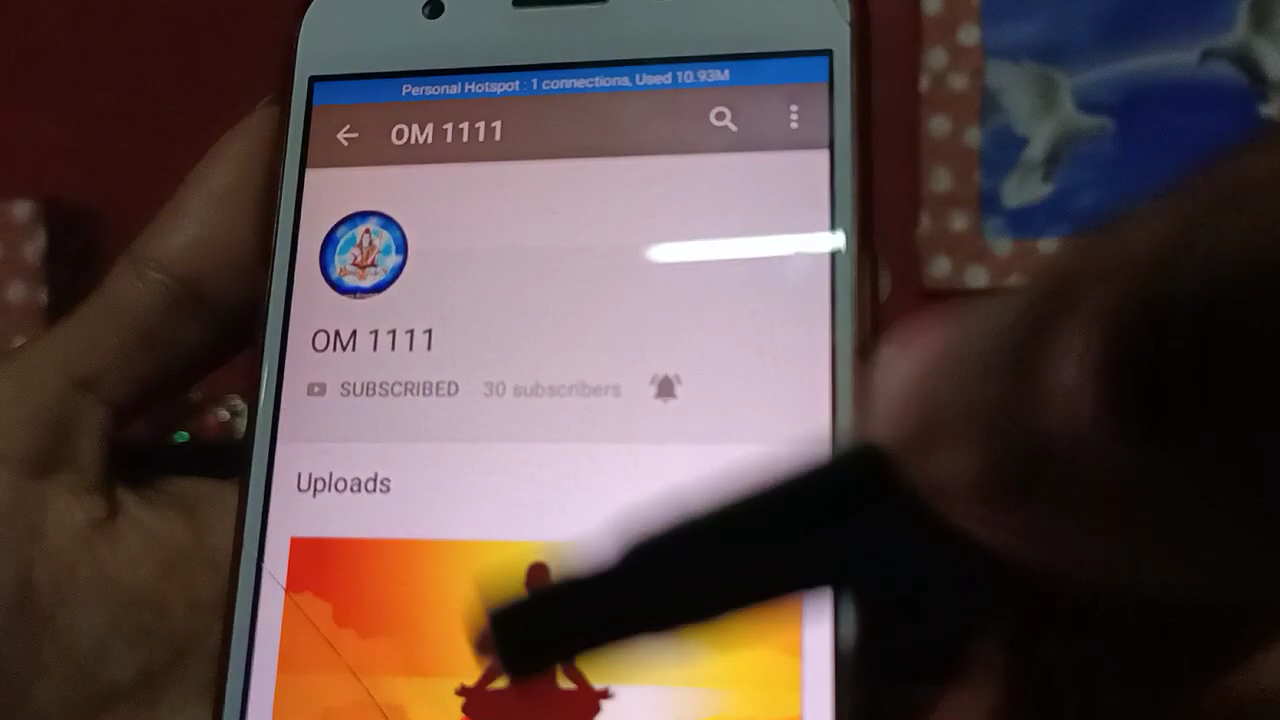 Personal Hotspot : 1 connections, Used 10.93M
OM 1111
OM 1111
SUBSCRIBED 30 subscribers
Uploads